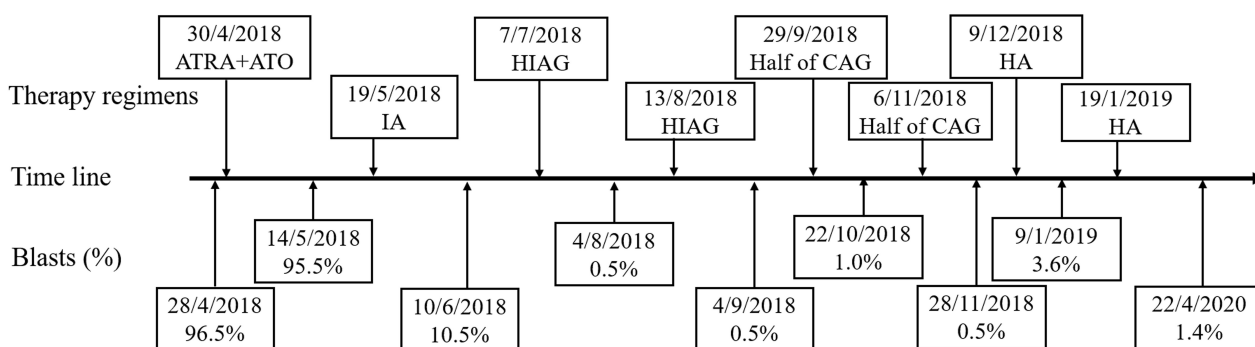 30/4/2018
ATRA+ATO
7/7/2018
HIAG
29/9/2018
Half of CAG
9/12/2018
HA
Therapy regimens
19/5/2018
IA
13/8/2018
HIAG
6/11/2018
Half of CAG
19/1/2019
HA
Time line
Blasts (%)
14/5/2018
95.5%
4/8/2018
0.5%
22/10/2018
1.0%
9/1/2019
3.6%
28/4/2018
96.5%
10/6/2018
10.5%
4/9/2018
0.5%
28/11/2018
0.5%
22/4/2020
1.4%